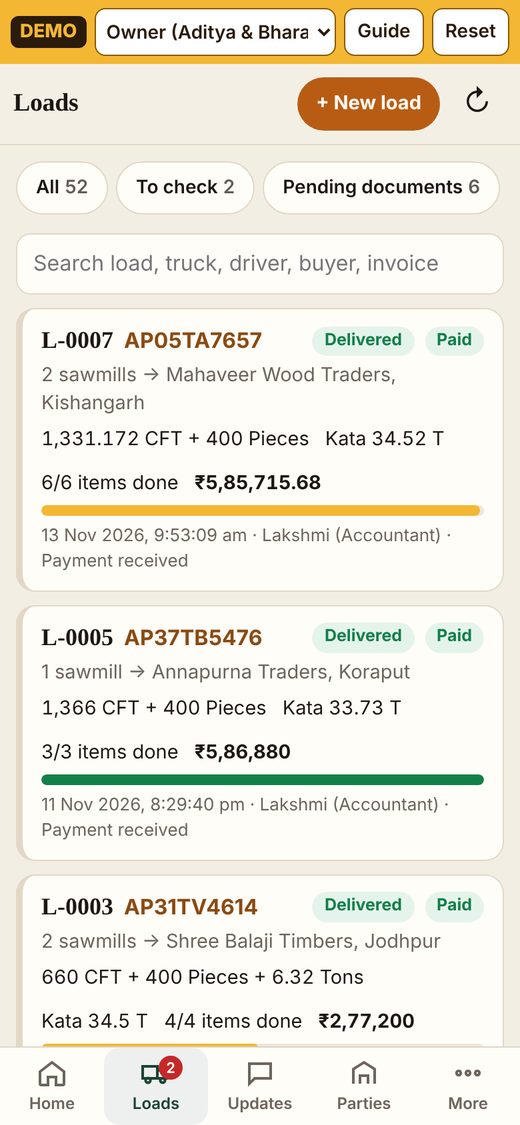 DEMO
Owner (Aditya & Bhara
Guide
Reset
Loads
+ New load
All 52
To check 2
Pending documents 6
Search load, truck, driver, buyer, invoice
L-0007 AP05TA7657 Delivered Paid
2 sawmills → Mahaveer Wood Traders,
Kishangarh
1,331.172 CFT + 400 Pieces Kata 34.52 T
6/6 items done ₹5,85,715.68
13 Nov 2026, 9:53:09 am · Lakshmi (Accountant) ·
Payment received
L-0005 AP37TB5476 Delivered Paid
1 sawmill → Annapurna Traders, Koraput
1,366 CFT + 400 Pieces Kata 33.73 T
3/3 items done ₹5,86,880
11 Nov 2026, 8:29:40 pm · Lakshmi (Accountant) ·
Payment received
L-0003 AP31TV4614 Delivered Paid
2 sawmills → Shree Balaji Timbers, Jodhpur
660 CFT + 400 Pieces + 6.32 Tons
Kata 34.5 T 4/4 items done ₹2,77,200
2
Home
Loads
Updates
Parties
More